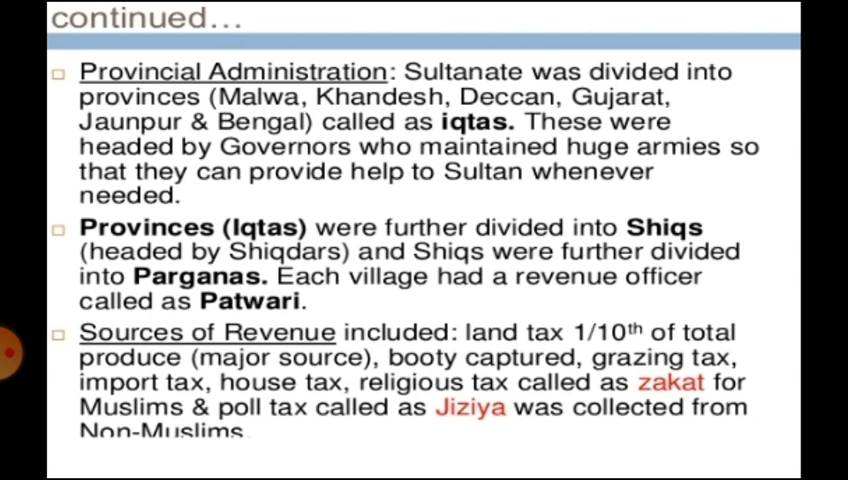 continued...
Provincial Administration: Sultanate was divided into
provinces (Malwa, Khandesh, Deccan, Gujarat,
Jaunpur & Bengal) called as iqtas. These were
headed by Governors who maintained huge armies so
that they can provide help to Sultan whenever
needed.
Provinces (Iqtas) were further divided into Shiqs
(headed by Shiqdars) and Shiqs were further divided
into Parganas. Each village had a revenue officer
called as Patwari.
Sources of Revenue included: land tax 1/10th of total
produce (major source), booty captured, grazing tax,
import tax, house tax, religious tax called as zakat for
Muslims & poll tax called as Jiziya was collected from
Non-Muslims.